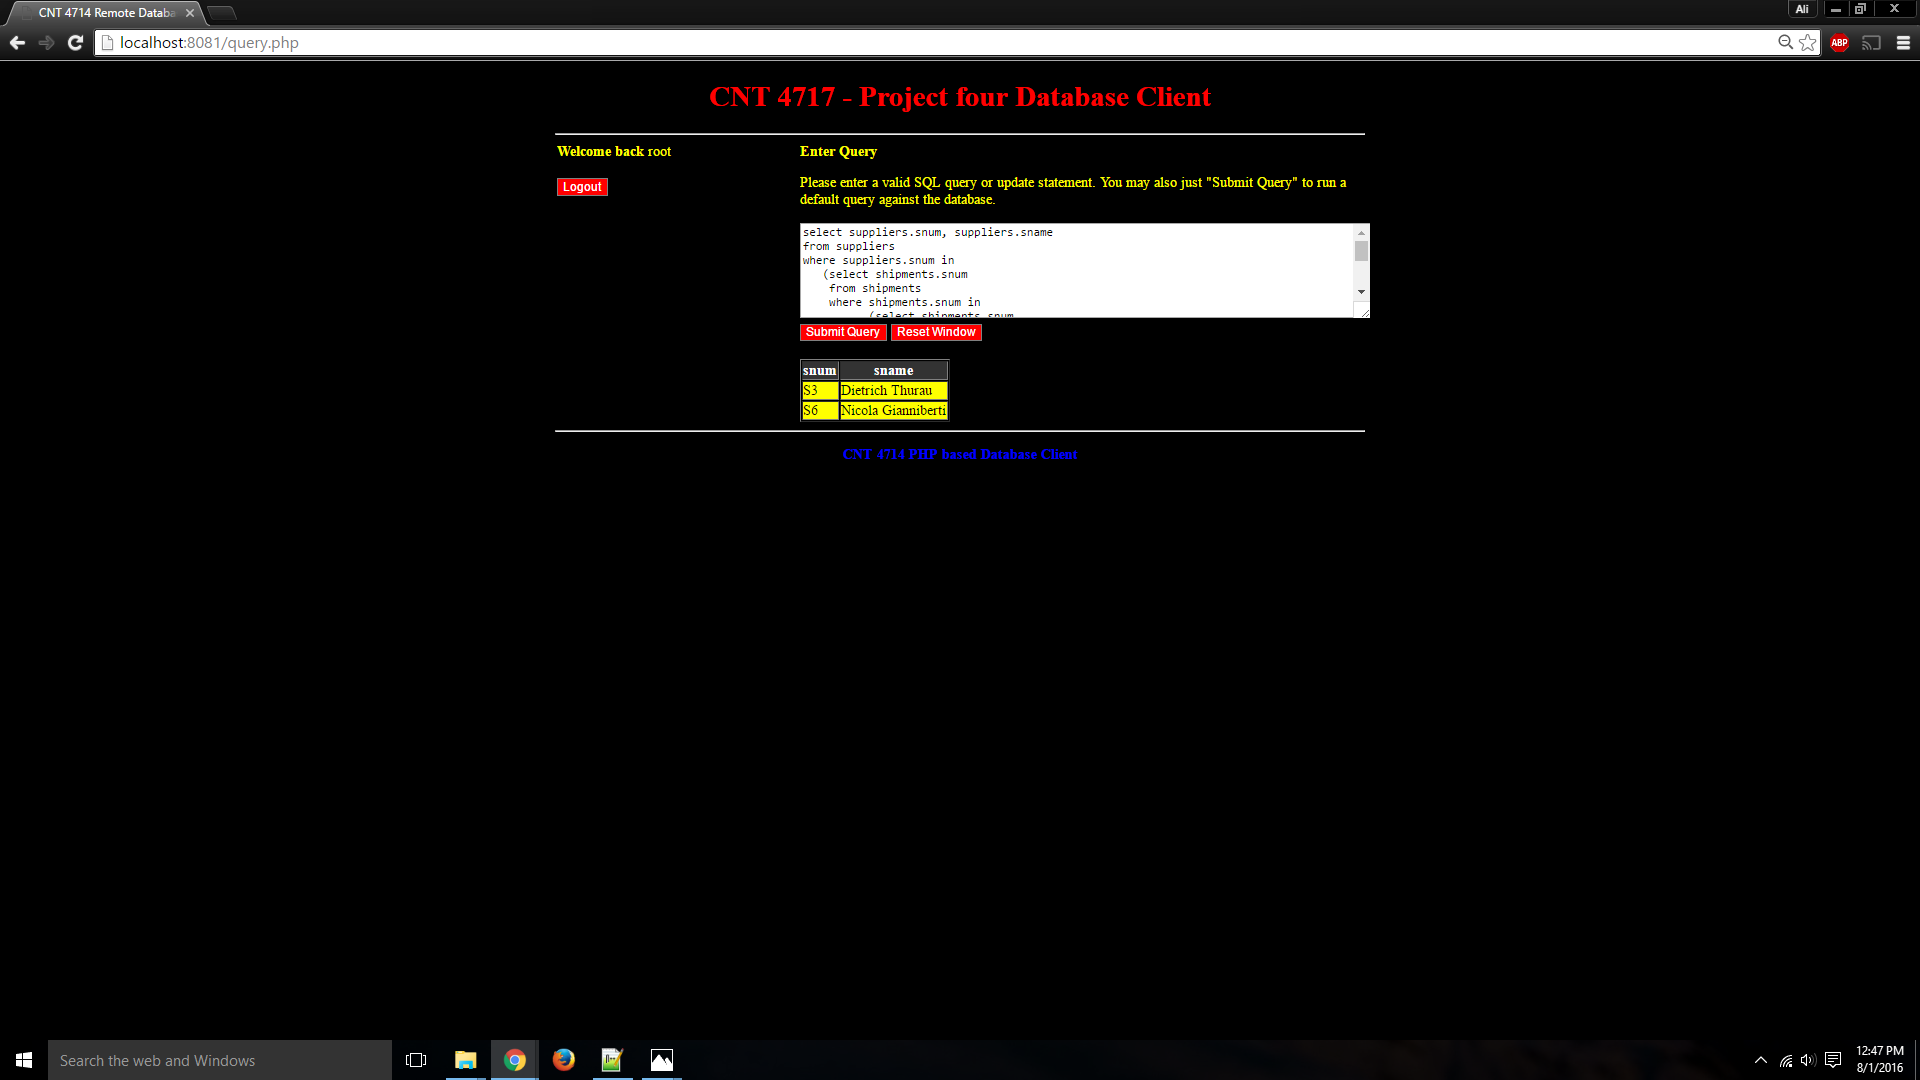 CNT 4714 Remote Databa
Ali
localhost:8081/query.php
ABP
CNT 4717 - Project four Database Client
Welcome back root
Logout
Enter Query
Please enter a valid SQL query or update statement. You may also just "Submit Query" to run a
default query against the database.
select suppliers.snum, suppliers.sname
from suppliers
where suppliers.snum in
(select shipments.snum
from shipments
where shipments.snum in
(select shipments.snum
Submit Query Reset Window
snum sname
S3 Dietrich Thurau
S6 Nicola Gianniberti
CNT 4714 PHP based Database Client
Search the web and Windows
12:47 PM
8/1/2016